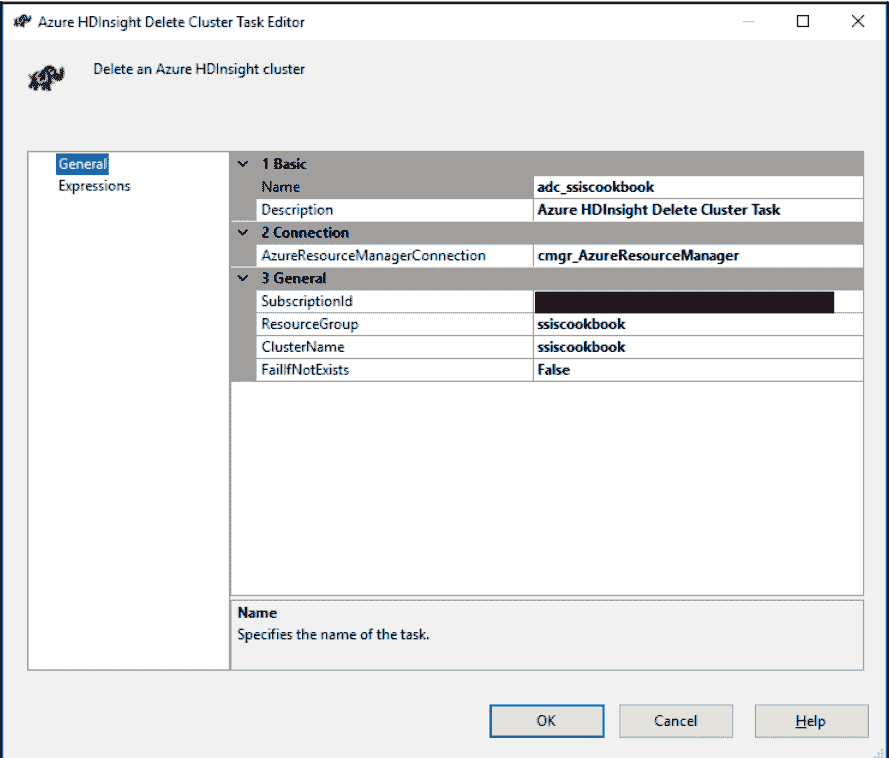 Azure HDInsight Delete Cluster Task Editor
Delete an Azure HDInsight cluster
General
Expressions
1 Basic
Name adc_ssiscookbook
Description Azure HDInsight Delete Cluster Task
2 Connection
AzureResourceManagerConnection cmgr_AzureResourceManager
3 General
SubscriptionId
ResourceGroup ssiscookbook
ClusterName ssiscookbook
FailIfNotExists False
Name
Specifies the name of the task.
OK Cancel Help